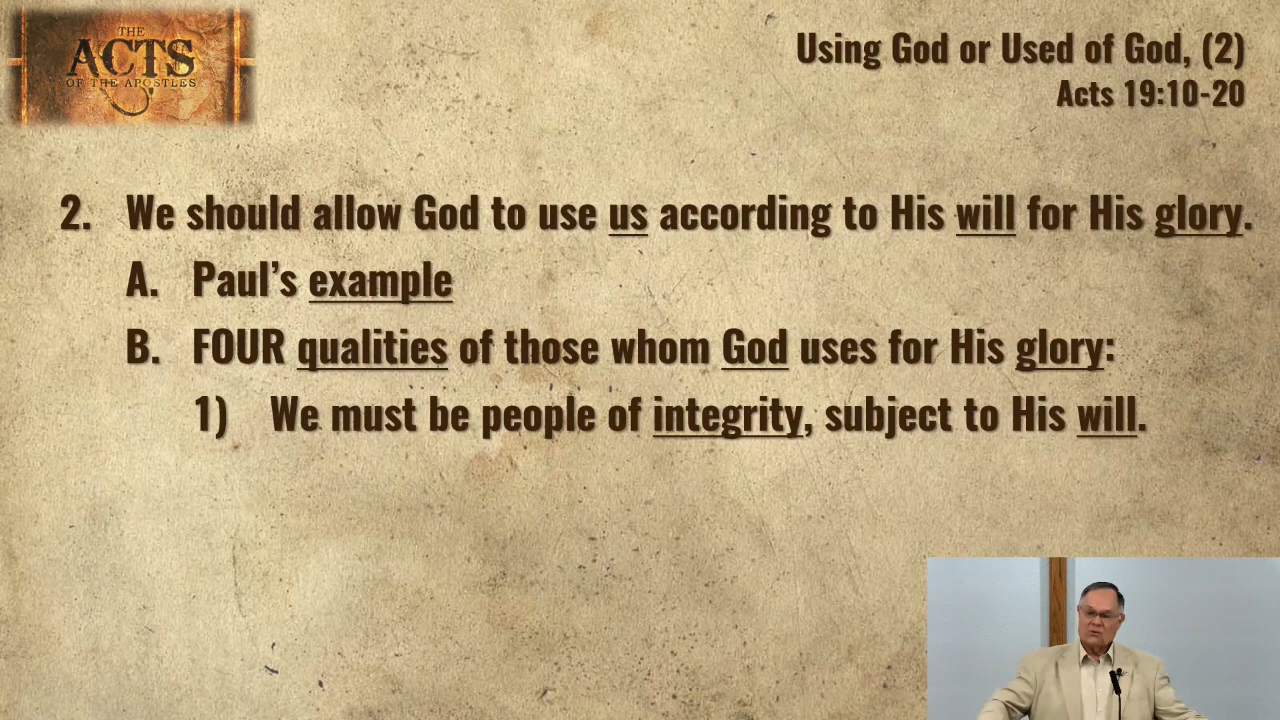 THE
ACTS
OF THE APOSTLES
Using God or Used of God, (2)
Acts 19:10-20
2. We should allow God to use us according to His will for His glory.
A. Paul’s example
B. FOUR qualities of those whom God uses for His glory:
1) We must be people of integrity, subject to His will.